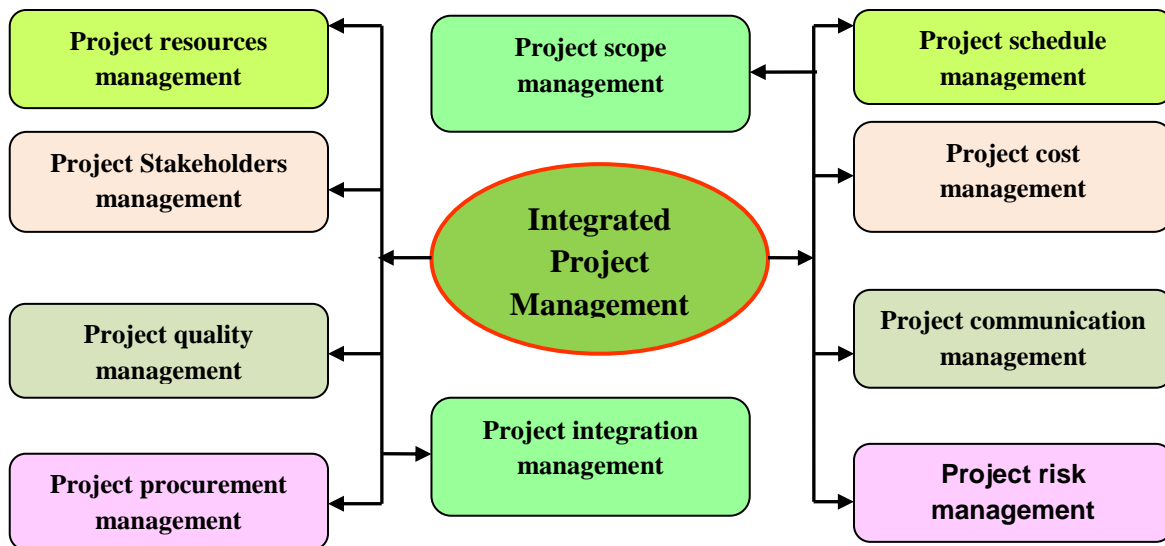 Project resources
management
Project scope
management
Project schedule
management
Project Stakeholders
management
Project cost
management
Integrated
Project
Management
Project quality
management
Project communication
management
Project integration
management
Project procurement
management
Project risk
management